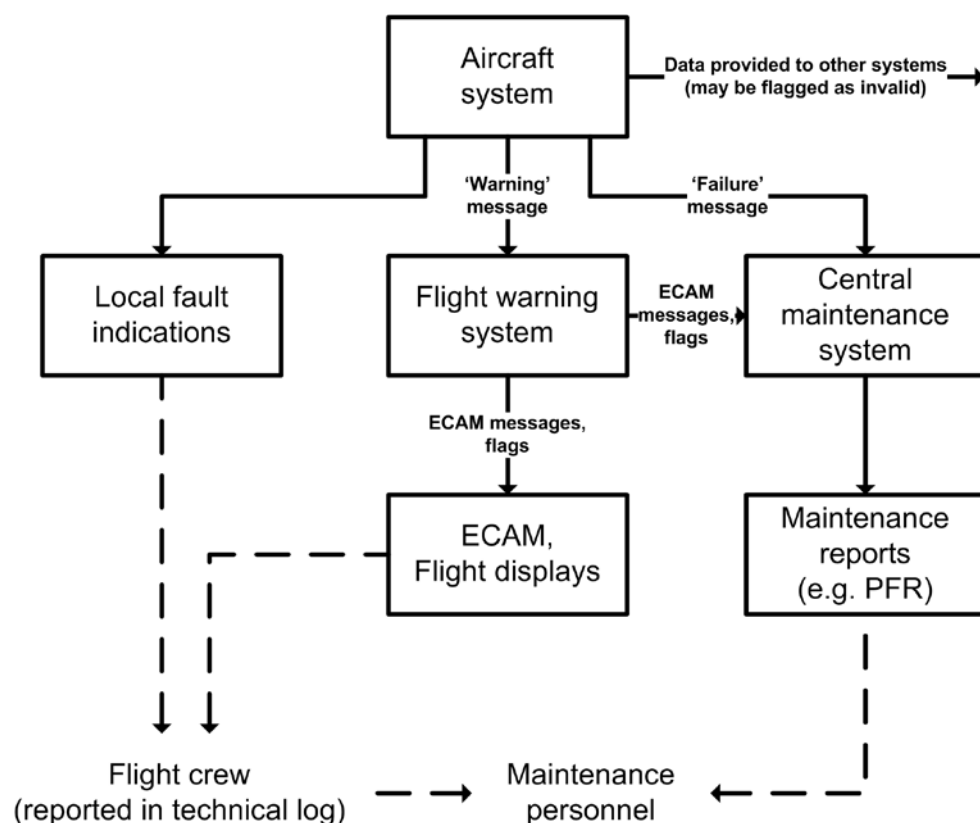 Aircraft
system
Data provided to other systems
(may be flagged as invalid)
‘Warning’
message
‘Failure’
message
Local fault
indications
Flight warning
system
ECAM
messages,
flags
Central
maintenance
system
ECAM messages,
flags
ECAM,
Flight displays
Maintenance
reports
(e.g. PFR)
Flight crew
(reported in technical log)
Maintenance
personnel